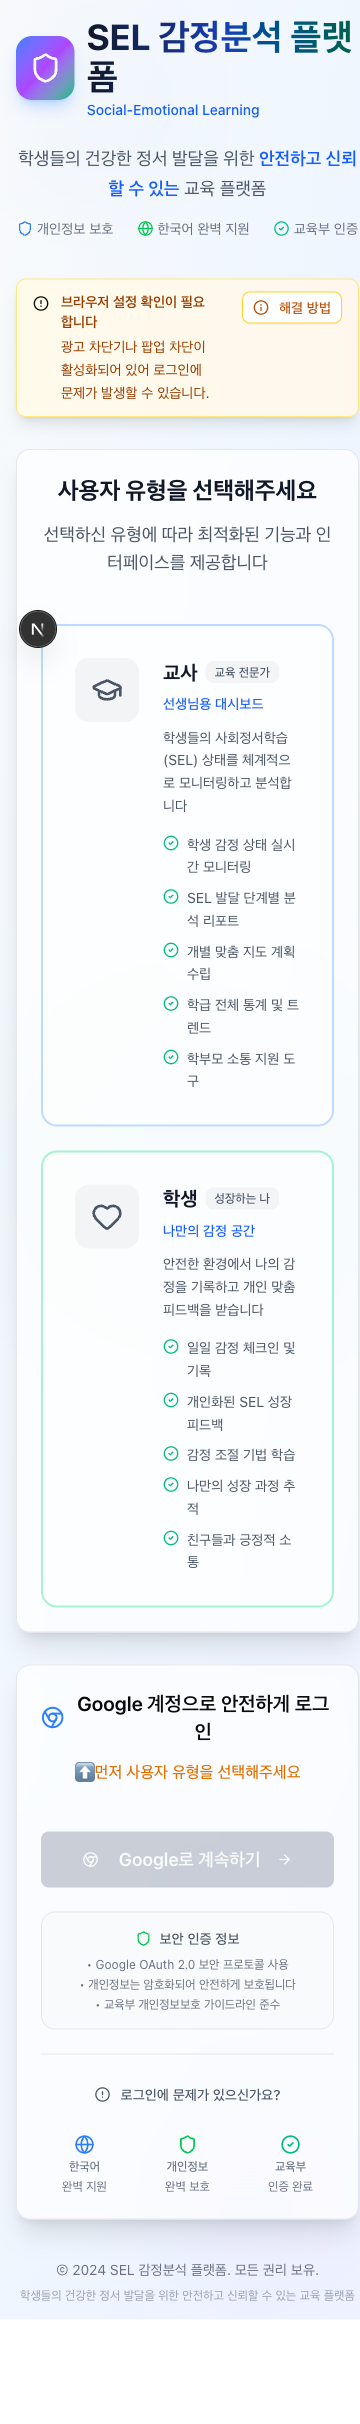 SEL 감정분석 플랫
폼
Social-Emotional Learning
학생들의 건강한 정서 발달을 위한 안전하고 신뢰
할 수 있는 교육 플랫폼
개인정보 보호 한국어 완벽 지원 교육부 인증
브라우저 설정 확인이 필요
합니다
해결 방법
광고 차단기나 팝업 차단이
활성화되어 있어 로그인에
문제가 발생할 수 있습니다.
사용자 유형을 선택해주세요
선택하신 유형에 따라 최적화된 기능과 인
터페이스를 제공합니다
N
교사 교육 전문가
선생님용 대시보드
학생들의 사회정서학습
(SEL) 상태를 체계적으
로 모니터링하고 분석합
니다
학생 감정 상태 실시
간 모니터링
SEL 발달 단계별 분
석 리포트
개별 맞춤 지도 계획
수립
학급 전체 통계 및 트
렌드
학부모 소통 지원 도
구
학생 성장하는 나
나만의 감정 공간
안전한 환경에서 나의 감
정을 기록하고 개인 맞춤
피드백을 받습니다
일일 감정 체크인 및
기록
개인화된 SEL 성장
피드백
감정 조절 기법 학습
나만의 성장 과정 추
적
친구들과 긍정적 소
통
Google 계정으로 안전하게 로그
인
⬆️먼저 사용자 유형을 선택해주세요
Google로 계속하기 →
보안 인증 정보
• Google OAuth 2.0 보안 프로토콜 사용
• 개인정보는 암호화되어 안전하게 보호됩니다
• 교육부 개인정보보호 가이드라인 준수
로그인에 문제가 있으신가요?
한국어 개인정보 교육부
완벽 지원 완벽 보호 인증 완료
© 2024 SEL 감정분석 플랫폼. 모든 권리 보유.
학생들의 건강한 정서 발달을 위한 안전하고 신뢰할 수 있는 교육 플랫폼